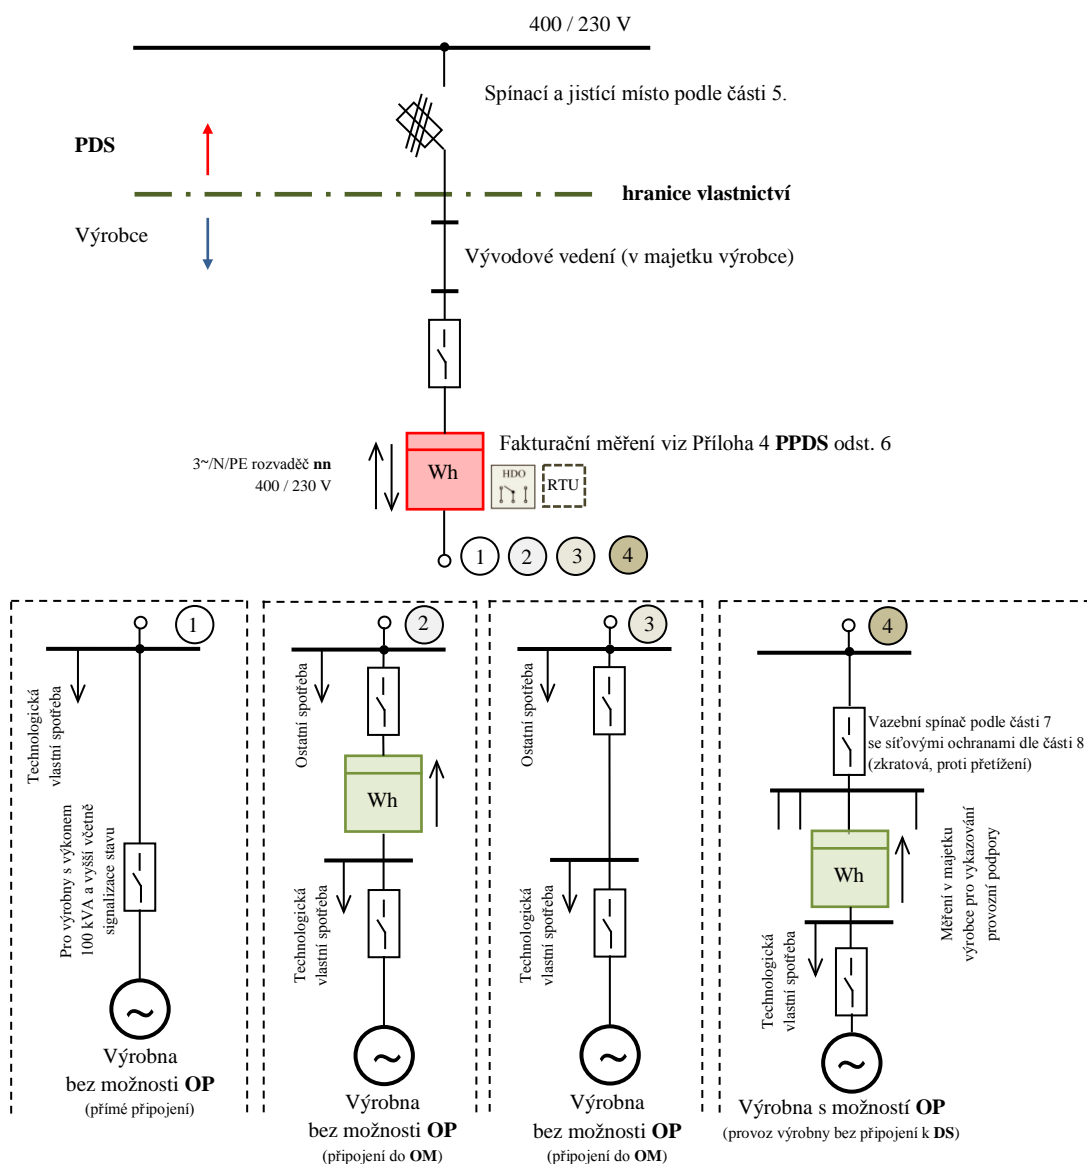 400 / 230 V
Spínací a jistící místo podle části 5.
PDS
hranice vlastnictví
Výrobce
Vývodové vedení (v majetku výrobce)
Fakturační měření viz Příloha 4 PPDS odst. 6
3~/N/PE rozvaděč nn
400 / 230 V
Wh
HDO
RTU
1
2
3
4
1
Technologická
vlastní spotřeba
Pro výrobny s výkonem
100 kVA a vyšší včetně
signalizace stavu
~
Výrobna
bez možnosti OP
(přímé připojení)
2
Ostatní spotřeba
Wh
Technologická
vlastní spotřeba
~
Výrobna
bez možnosti OP
(připojení do OM)
3
Ostatní spotřeba
Technologická
vlastní spotřeba
~
Výrobna
bez možnosti OP
(připojení do OM)
4
Vazební spínač podle části 7
se síťovými ochranami dle části 8
(zkratová, proti přetížení)
Wh
Měření v majetku
výrobce pro vykazování
provozní podpory
Technologická
vlastní spotřeba
~
Výrobna s možností OP
(provoz výrobny bez připojení k DS)